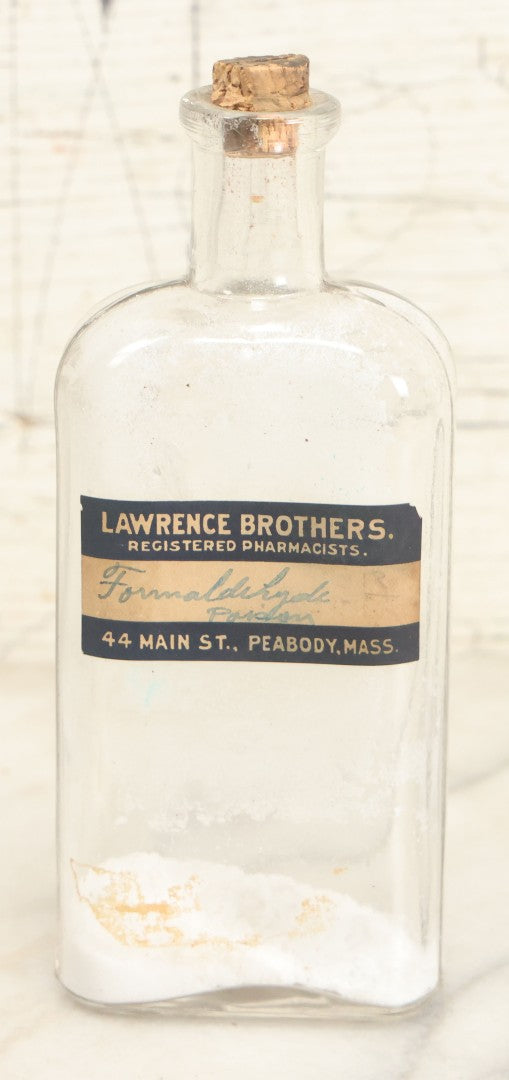 LAWRENCE BROTHERS.
REGISTERED PHARMACISTS.
Formaldehyde
Poison
44 MAIN ST., PEABODY, MASS.